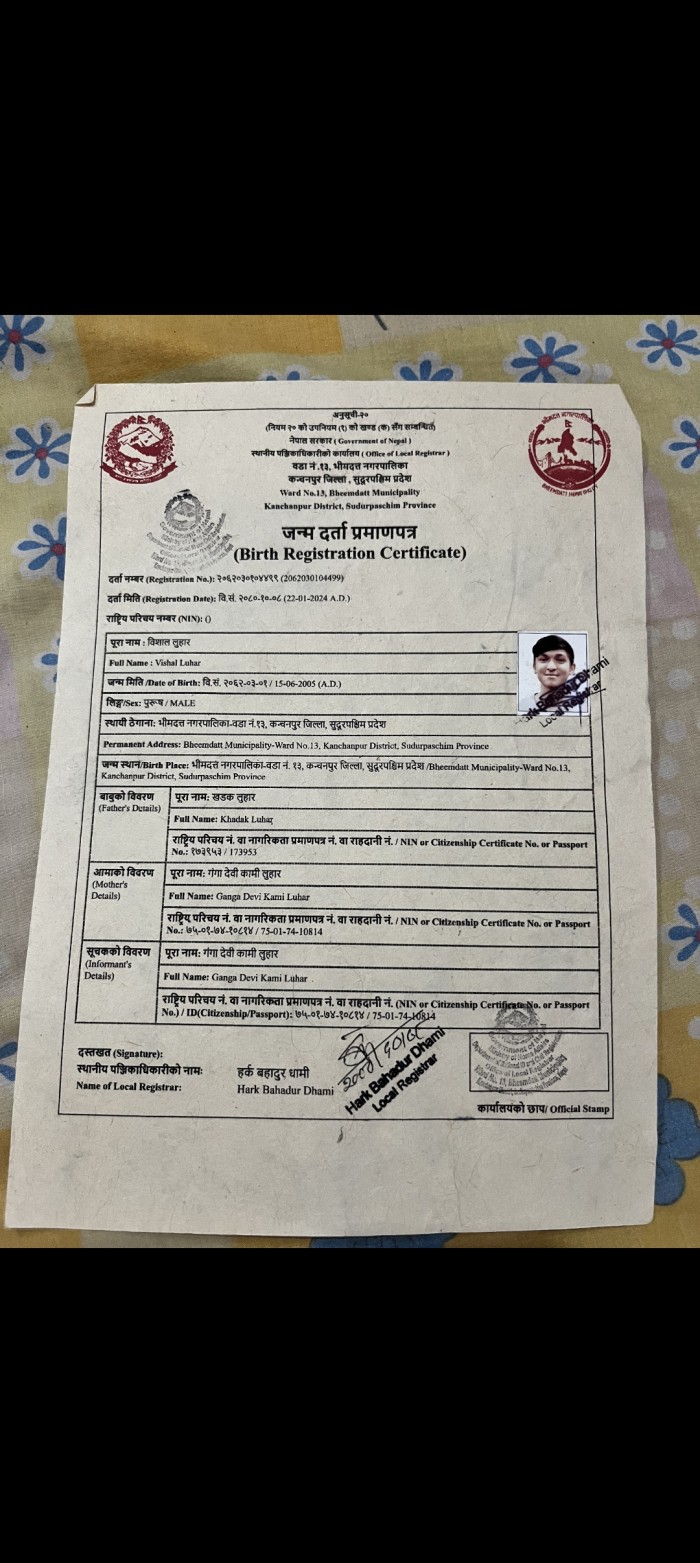 अनुसूची-२०
(नियम २० को उपनियम (१) को खण्ड (क) सँग सम्बन्धित)
नेपाल सरकार ( Government of Nepal )
स्थानीय पञ्जिकाधिकारीको कार्यालय ( Office of Local Registrar )
वडा नं.१३, भीमदत्त नगरपालिका
कञ्चनपुर जिल्ला , सुदूरपश्चिम प्रदेश
Ward No.13, Bheemdatt Municipality
Kanchanpur District, Sudurpaschim Province
जन्म दर्ता प्रमाणपत्र
(Birth Registration Certificate)
दर्ता नम्बर (Registration No.): २०६२०३०१०४४९९ (2062030104499)
दर्ता मिति (Registration Date): वि.सं. २०८०-१०-०८ (22-01-2024 A.D.)
राष्ट्रिय परिचय नम्बर (NIN): ()
पूरा नाम : विशाल लुहार
Full Name : Vishal Luhar
जन्म मिति /Date of Birth: वि.सं. २०६२-०३-०१ / 15-06-2005 (A.D.)
लिङ्ग/Sex: पुरूष / MALE
स्थायी ठेगाना: भीमदत्त नगरपालिका-वडा नं.१३, कञ्चनपुर जिल्ला, सुदूरपश्चिम प्रदेश
Permanent Address: Bheemdatt Municipality-Ward No.13, Kanchanpur District, Sudurpaschim Province
जन्म स्थान/Birth Place: भीमदत्त नगरपालिका-वडा नं. १३, कञ्चनपुर जिल्ला, सुदूरपश्चिम प्रदेश /Bheemdatt Municipality-Ward No.13,
Kanchanpur District, Sudurpaschim Province
बाबुको विवरण
(Father's Details)
पूरा नाम: खडक लुहार
Full Name: Khadak Luhar
राष्ट्रिय परिचय नं. वा नागरिकता प्रमाणपत्र नं. वा राहदानी नं. / NIN or Citizenship Certificate No. or Passport
No.: १७३९५३ / 173953
आमाको विवरण
(Mother's
Details)
पूरा नाम: गंगा देवी कामी लुहार
Full Name: Ganga Devi Kami Luhar
राष्ट्रिय परिचय नं. वा नागरिकता प्रमाणपत्र नं. वा राहदानी नं. / NIN or Citizenship Certificate No. or Passport
No.: ७५-०१-७४-१०८१४ / 75-01-74-10814
सूचकको विवरण
(Informant's
Details)
पूरा नाम: गंगा देवी कामी लुहार
Full Name: Ganga Devi Kami Luhar
राष्ट्रिय परिचय नं. वा नागरिकता प्रमाणपत्र नं. वा राहदानी नं. (NIN or Citizenship Certificate No. or Passport
No.) / ID(Citizenship/Passport): ७५-०१-७४-१०८१४ / 75-01-74-10814
दस्तखत (Signature):
स्थानीय पञ्जिकाधिकारीको नामः हर्क बहादुर धामी
Name of Local Registrar: Hark Bahadur Dhami
Hark Bahadur Dhami
Local Registrar
कार्यालयको छाप/ Official Stamp